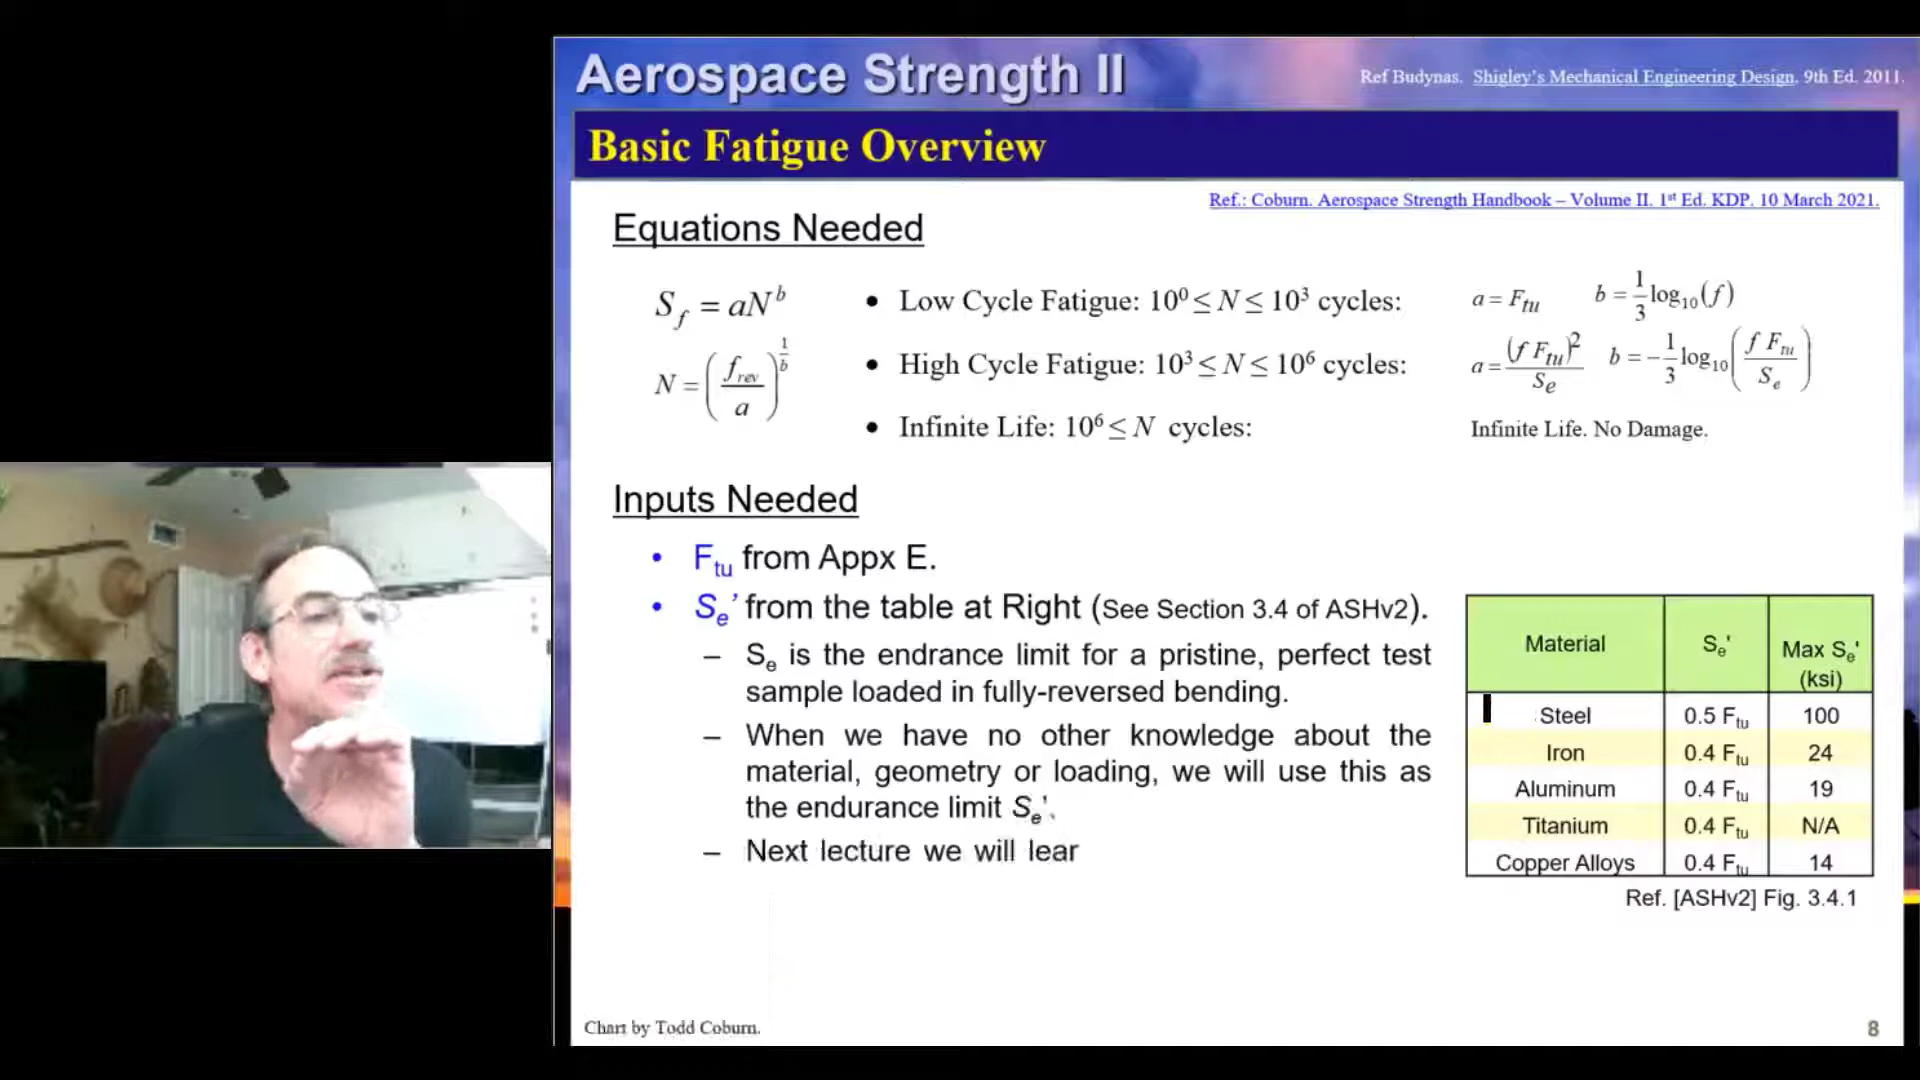 Aerospace Strength II
Ref Budynas. Shigley's Mechanical Engineering Design. 9th Ed. 2011.
Basic Fatigue Overview
Ref.: Coburn. Aerospace Strength Handbook – Volume II. 1st Ed. KDP. 10 March 2021.
Equations Needed
S_f = aN^b
• Low Cycle Fatigue: 10^0 ≤ N ≤ 10^3 cycles: a = F_tu b = 1/3 log_10(f)
N = (f_rev / a)^(1/b)
• High Cycle Fatigue: 10^3 ≤ N ≤ 10^6 cycles: a = (f F_tu)^2 / S_e b = -1/3 log_10(f F_tu / S_e)
• Infinite Life: 10^6 ≤ N cycles: Infinite Life. No Damage.
Inputs Needed
• F_tu from Appx E.
• S_e' from the table at Right (See Section 3.4 of ASHv2).
– S_e is the endrance limit for a pristine, perfect test
sample loaded in fully-reversed bending.
– When we have no other knowledge about the
material, geometry or loading, we will use this as
the endurance limit S_e'.
– Next lecture we will lear
Material S_e' Max S_e' (ksi)
Steel 0.5 F_tu 100
Iron 0.4 F_tu 24
Aluminum 0.4 F_tu 19
Titanium 0.4 F_tu N/A
Copper Alloys 0.4 F_tu 14
Ref. [ASHv2] Fig. 3.4.1
Chart by Todd Coburn.
8